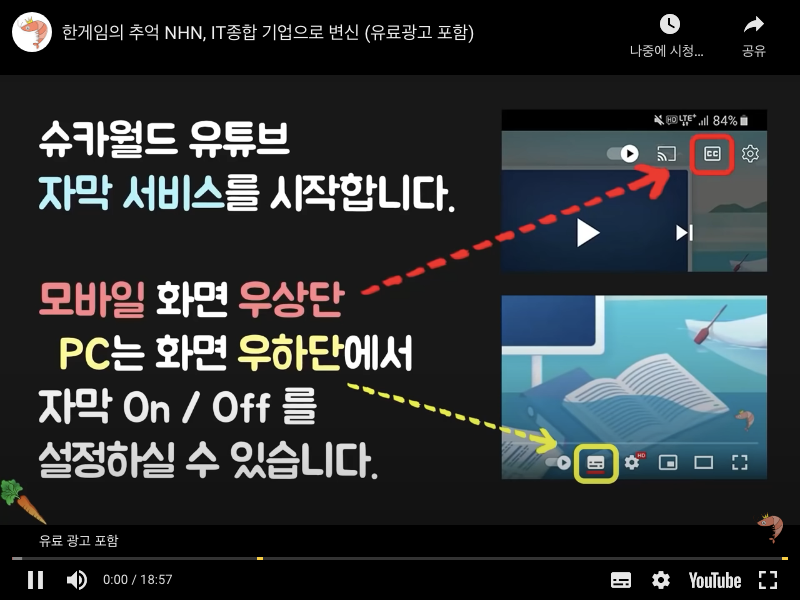 한게임의 추억 NHN, IT종합 기업으로 변신 (유료광고 포함)
나중에 시청...
공유
슈카월드 유튜브
자막 서비스를 시작합니다.
모바일 화면 우상단
PC는 화면 우하단에서
자막 On / Off 를
설정하실 수 있습니다.
HD LTE+ 84%
CC
HD
유료 광고 포함
0:00 / 18:57
YouTube